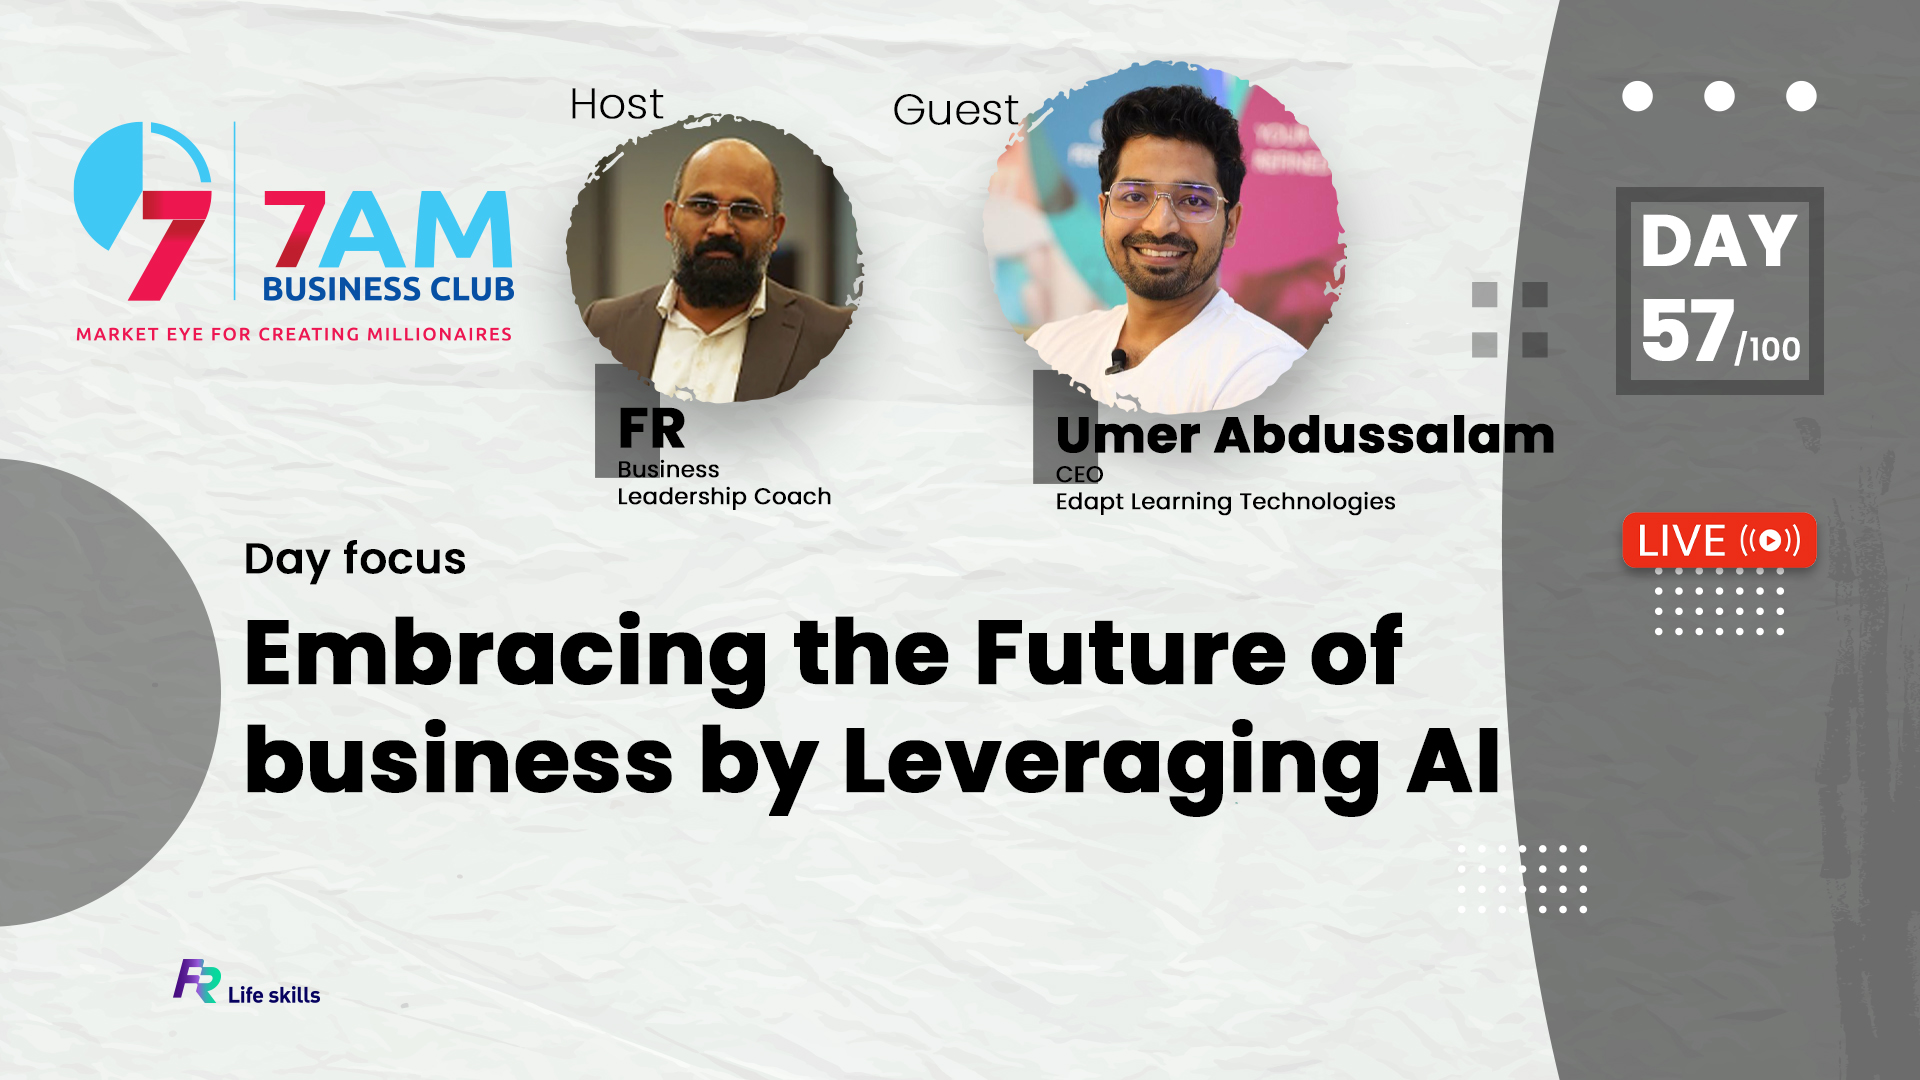 7
7AM
BUSINESS CLUB
MARKET EYE FOR CREATING MILLIONAIRES
Host
FR
Business
Leadership Coach
Guest
Umer Abdussalam
CEO
Edapt Learning Technologies
DAY
57/100
LIVE
Day focus
Embracing the Future of
business by Leveraging AI
FR Life skills